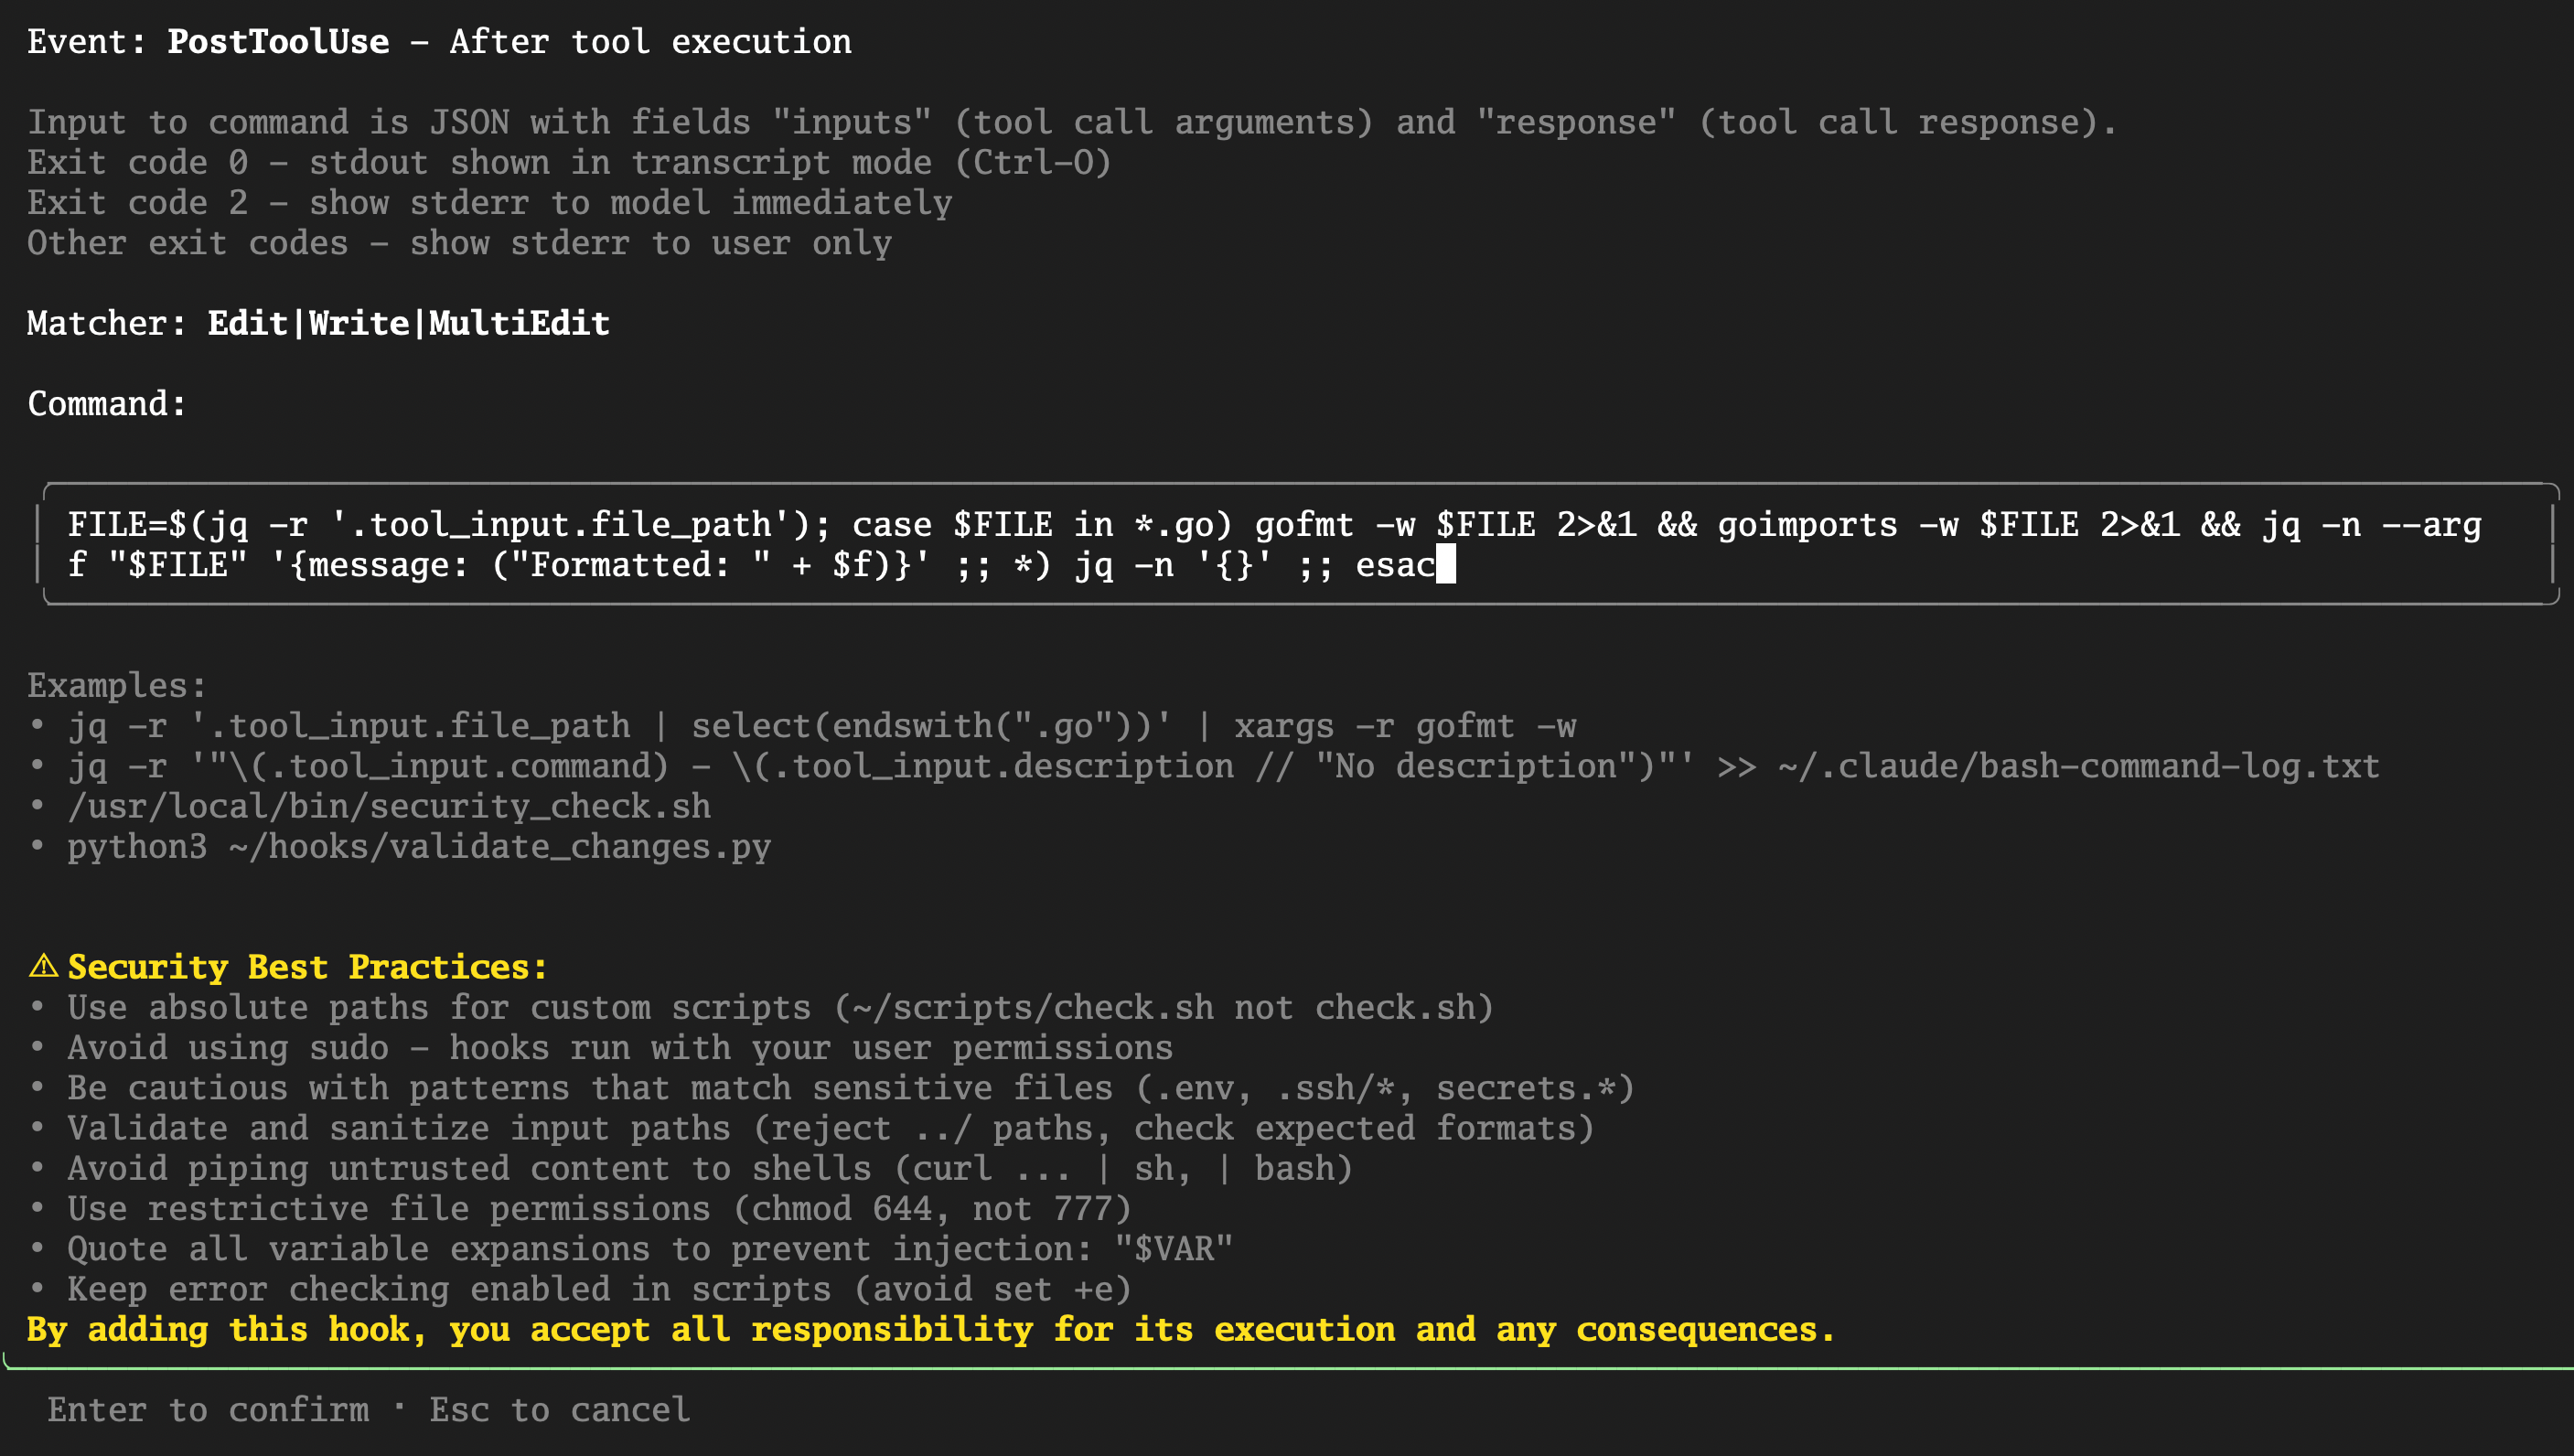 Event: PostToolUse - After tool execution
Input to command is JSON with fields "inputs" (tool call arguments) and "response" (tool call response).
Exit code 0 - stdout shown in transcript mode (Ctrl-O)
Exit code 2 - show stderr to model immediately
Other exit codes - show stderr to user only
Matcher: Edit|Write|MultiEdit
Command:
FILE=$(jq -r '.tool_input.file_path'); case $FILE in *.go) gofmt -w $FILE 2>&1 && goimports -w $FILE 2>&1 && jq -n --arg
f "$FILE" '{message: ("Formatted: " + $f)}' ;; *) jq -n '{}' ;; esac
Examples:
• jq -r '.tool_input.file_path | select(endswith(".go"))' | xargs -r gofmt -w
• jq -r '"\(.tool_input.command) - \(.tool_input.description // "No description")"' >> ~/.claude/bash-command-log.txt
• /usr/local/bin/security_check.sh
• python3 ~/hooks/validate_changes.py
⚠ Security Best Practices:
• Use absolute paths for custom scripts (~/scripts/check.sh not check.sh)
• Avoid using sudo - hooks run with your user permissions
• Be cautious with patterns that match sensitive files (.env, .ssh/*, secrets.*)
• Validate and sanitize input paths (reject ../ paths, check expected formats)
• Avoid piping untrusted content to shells (curl ... | sh, | bash)
• Use restrictive file permissions (chmod 644, not 777)
• Quote all variable expansions to prevent injection: "$VAR"
• Keep error checking enabled in scripts (avoid set +e)
By adding this hook, you accept all responsibility for its execution and any consequences.
Enter to confirm · Esc to cancel